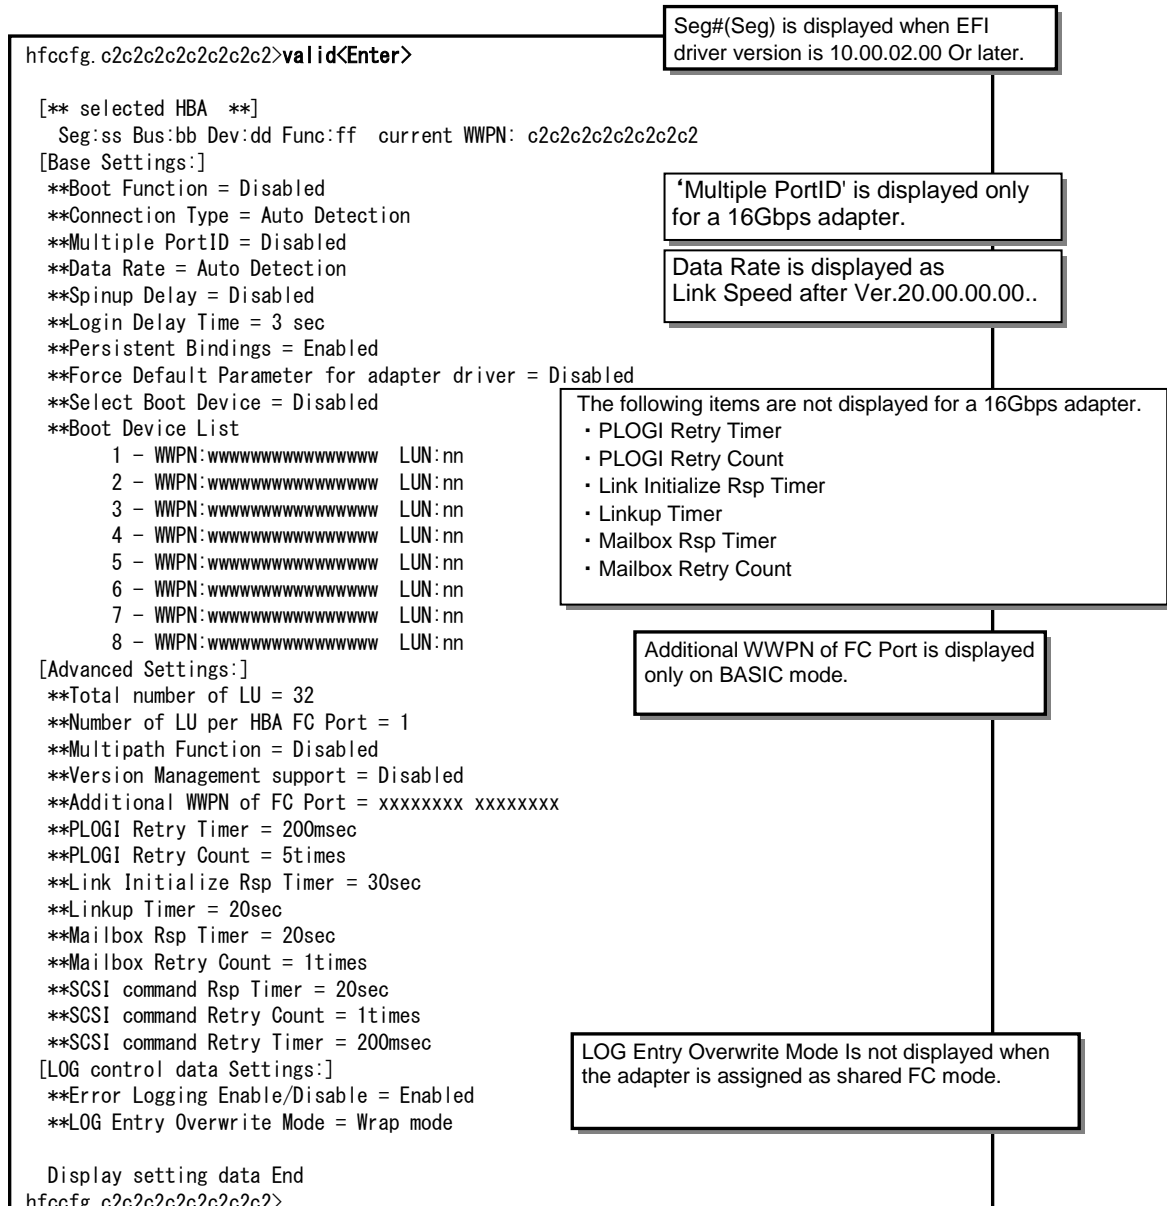 Seg#(Seg) is displayed when EFI
driver version is 10.00.02.00 Or later.
hfccfg.c2c2c2c2c2c2c2c2>valid<Enter>
[** selected HBA  **]
Seg:ss Bus:bb Dev:dd Func:ff  current WWPN: c2c2c2c2c2c2c2c2
[Base Settings:]
**Boot Function = Disabled
**Connection Type = Auto Detection
**Multiple PortID = Disabled
**Data Rate = Auto Detection
**Spinup Delay = Disabled
**Login Delay Time = 3 sec
**Persistent Bindings = Enabled
**Force Default Parameter for adapter driver = Disabled
**Select Boot Device = Disabled
**Boot Device List
1 - WWPN:wwwwwwwwwwwwwwww  LUN:nn
2 - WWPN:wwwwwwwwwwwwwwww  LUN:nn
3 - WWPN:wwwwwwwwwwwwwwww  LUN:nn
4 - WWPN:wwwwwwwwwwwwwwww  LUN:nn
5 - WWPN:wwwwwwwwwwwwwwww  LUN:nn
6 - WWPN:wwwwwwwwwwwwwwww  LUN:nn
7 - WWPN:wwwwwwwwwwwwwwww  LUN:nn
8 - WWPN:wwwwwwwwwwwwwwww  LUN:nn
[Advanced Settings:]
**Total number of LU = 32
**Number of LU per HBA FC Port = 1
**Multipath Function = Disabled
**Version Management support = Disabled
**Additional WWPN of FC Port = xxxxxxxx xxxxxxxx
**PLOGI Retry Timer = 200msec
**PLOGI Retry Count = 5times
**Link Initialize Rsp Timer = 30sec
**Linkup Timer = 20sec
**Mailbox Rsp Timer = 20sec
**Mailbox Retry Count = 1times
**SCSI command Rsp Timer = 20sec
**SCSI command Retry Count = 1times
**SCSI command Retry Timer = 200msec
[LOG control data Settings:]
**Error Logging Enable/Disable = Enabled
**LOG Entry Overwrite Mode = Wrap mode
Display setting data End
hfccfg.c2c2c2c2c2c2c2c2>
‘Multiple PortID' is displayed only
for a 16Gbps adapter.
Data Rate is displayed as
Link Speed after Ver.20.00.00.00..
The following items are not displayed for a 16Gbps adapter.
・PLOGI Retry Timer
・PLOGI Retry Count
・Link Initialize Rsp Timer
・Linkup Timer
・Mailbox Rsp Timer
・Mailbox Retry Count
Additional WWPN of FC Port is displayed
only on BASIC mode.
LOG Entry Overwrite Mode Is not displayed when
the adapter is assigned as shared FC mode.